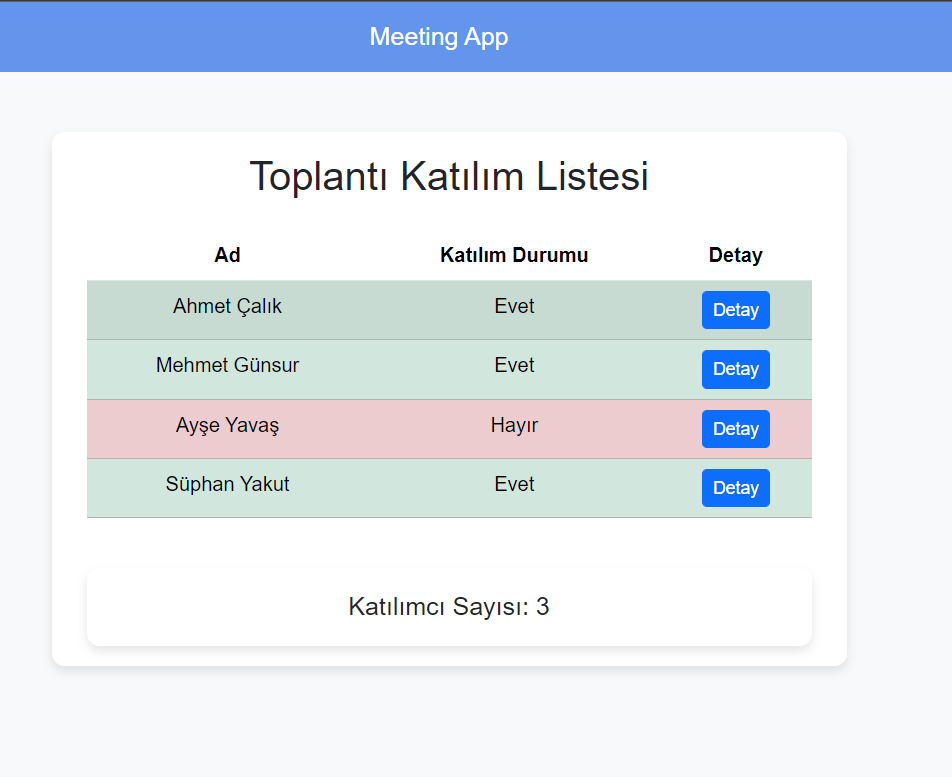 Meeting App
Toplantı Katılım Listesi
Ad Katılım Durumu Detay
Ahmet Çalık Evet Detay
Mehmet Günsur Evet Detay
Ayşe Yavaş Hayır Detay
Süphan Yakut Evet Detay
Katılımcı Sayısı: 3